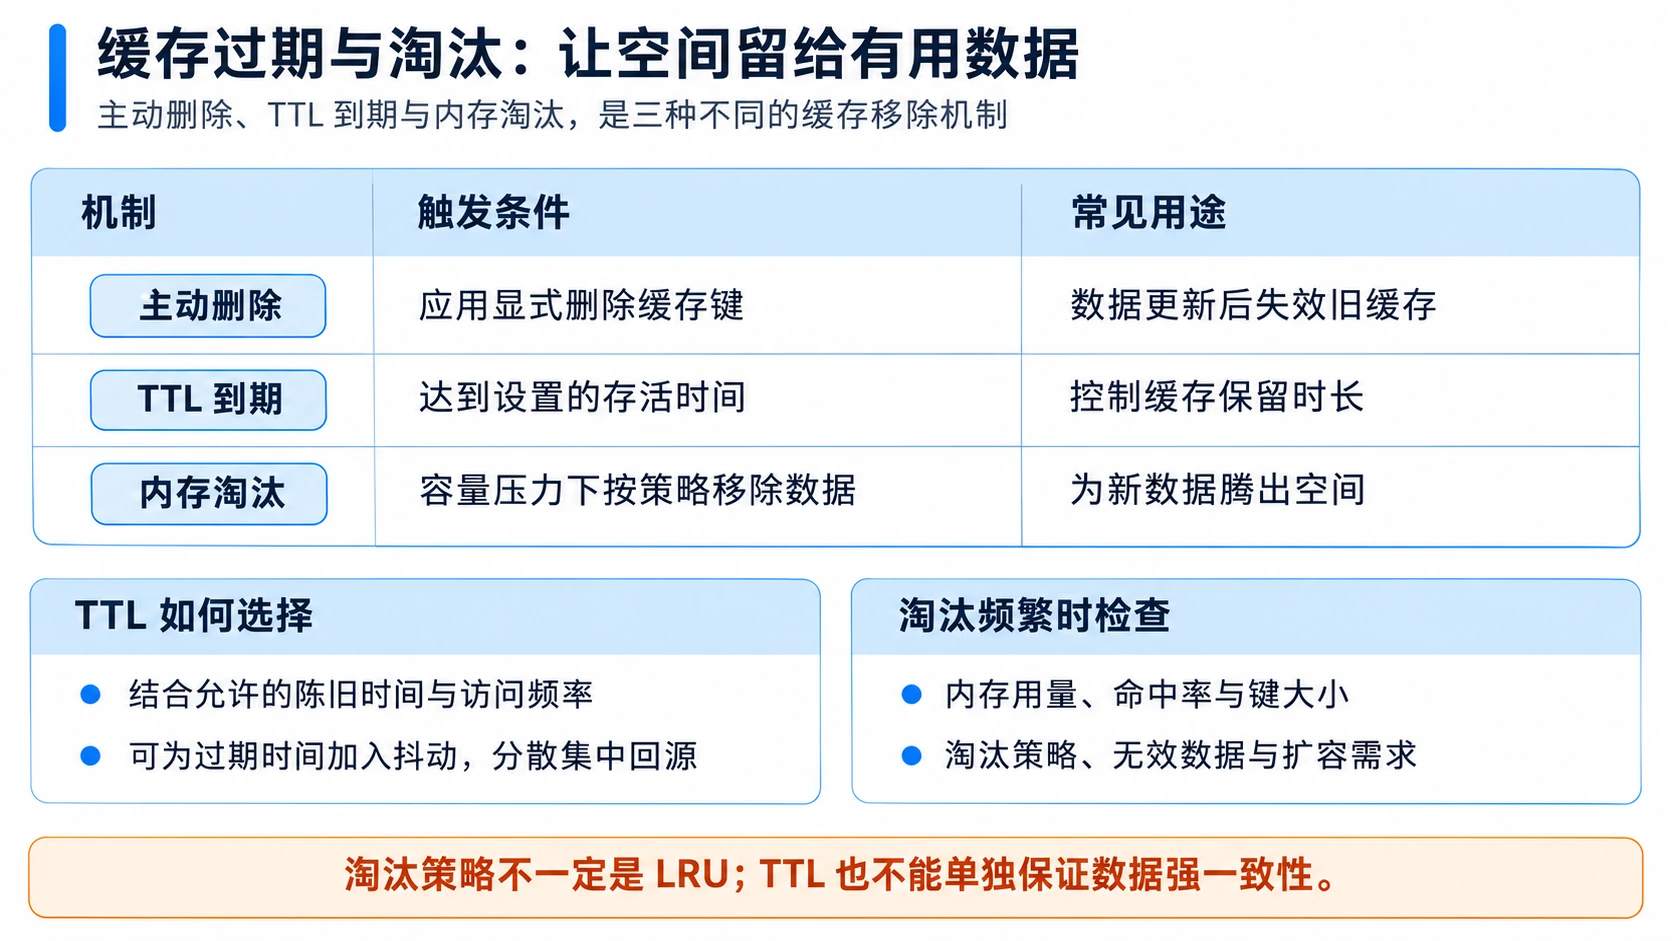 缓存过期与淘汰：让空间留给有用数据
主动删除、TTL 到期与内存淘汰，是三种不同的缓存移除机制
机制 触发条件 常见用途
主动删除 应用显式删除缓存键 数据更新后失效旧缓存
TTL 到期 达到设置的存活时间 控制缓存保留时长
内存淘汰 容量压力下按策略移除数据 为新数据腾出空间
TTL 如何选择
结合允许的陈旧时间与访问频率
可为过期时间加入抖动，分散集中回源
淘汰频繁时检查
内存用量、命中率与键大小
淘汰策略、无效数据与扩容需求
淘汰策略不一定是 LRU；TTL 也不能单独保证数据强一致性。